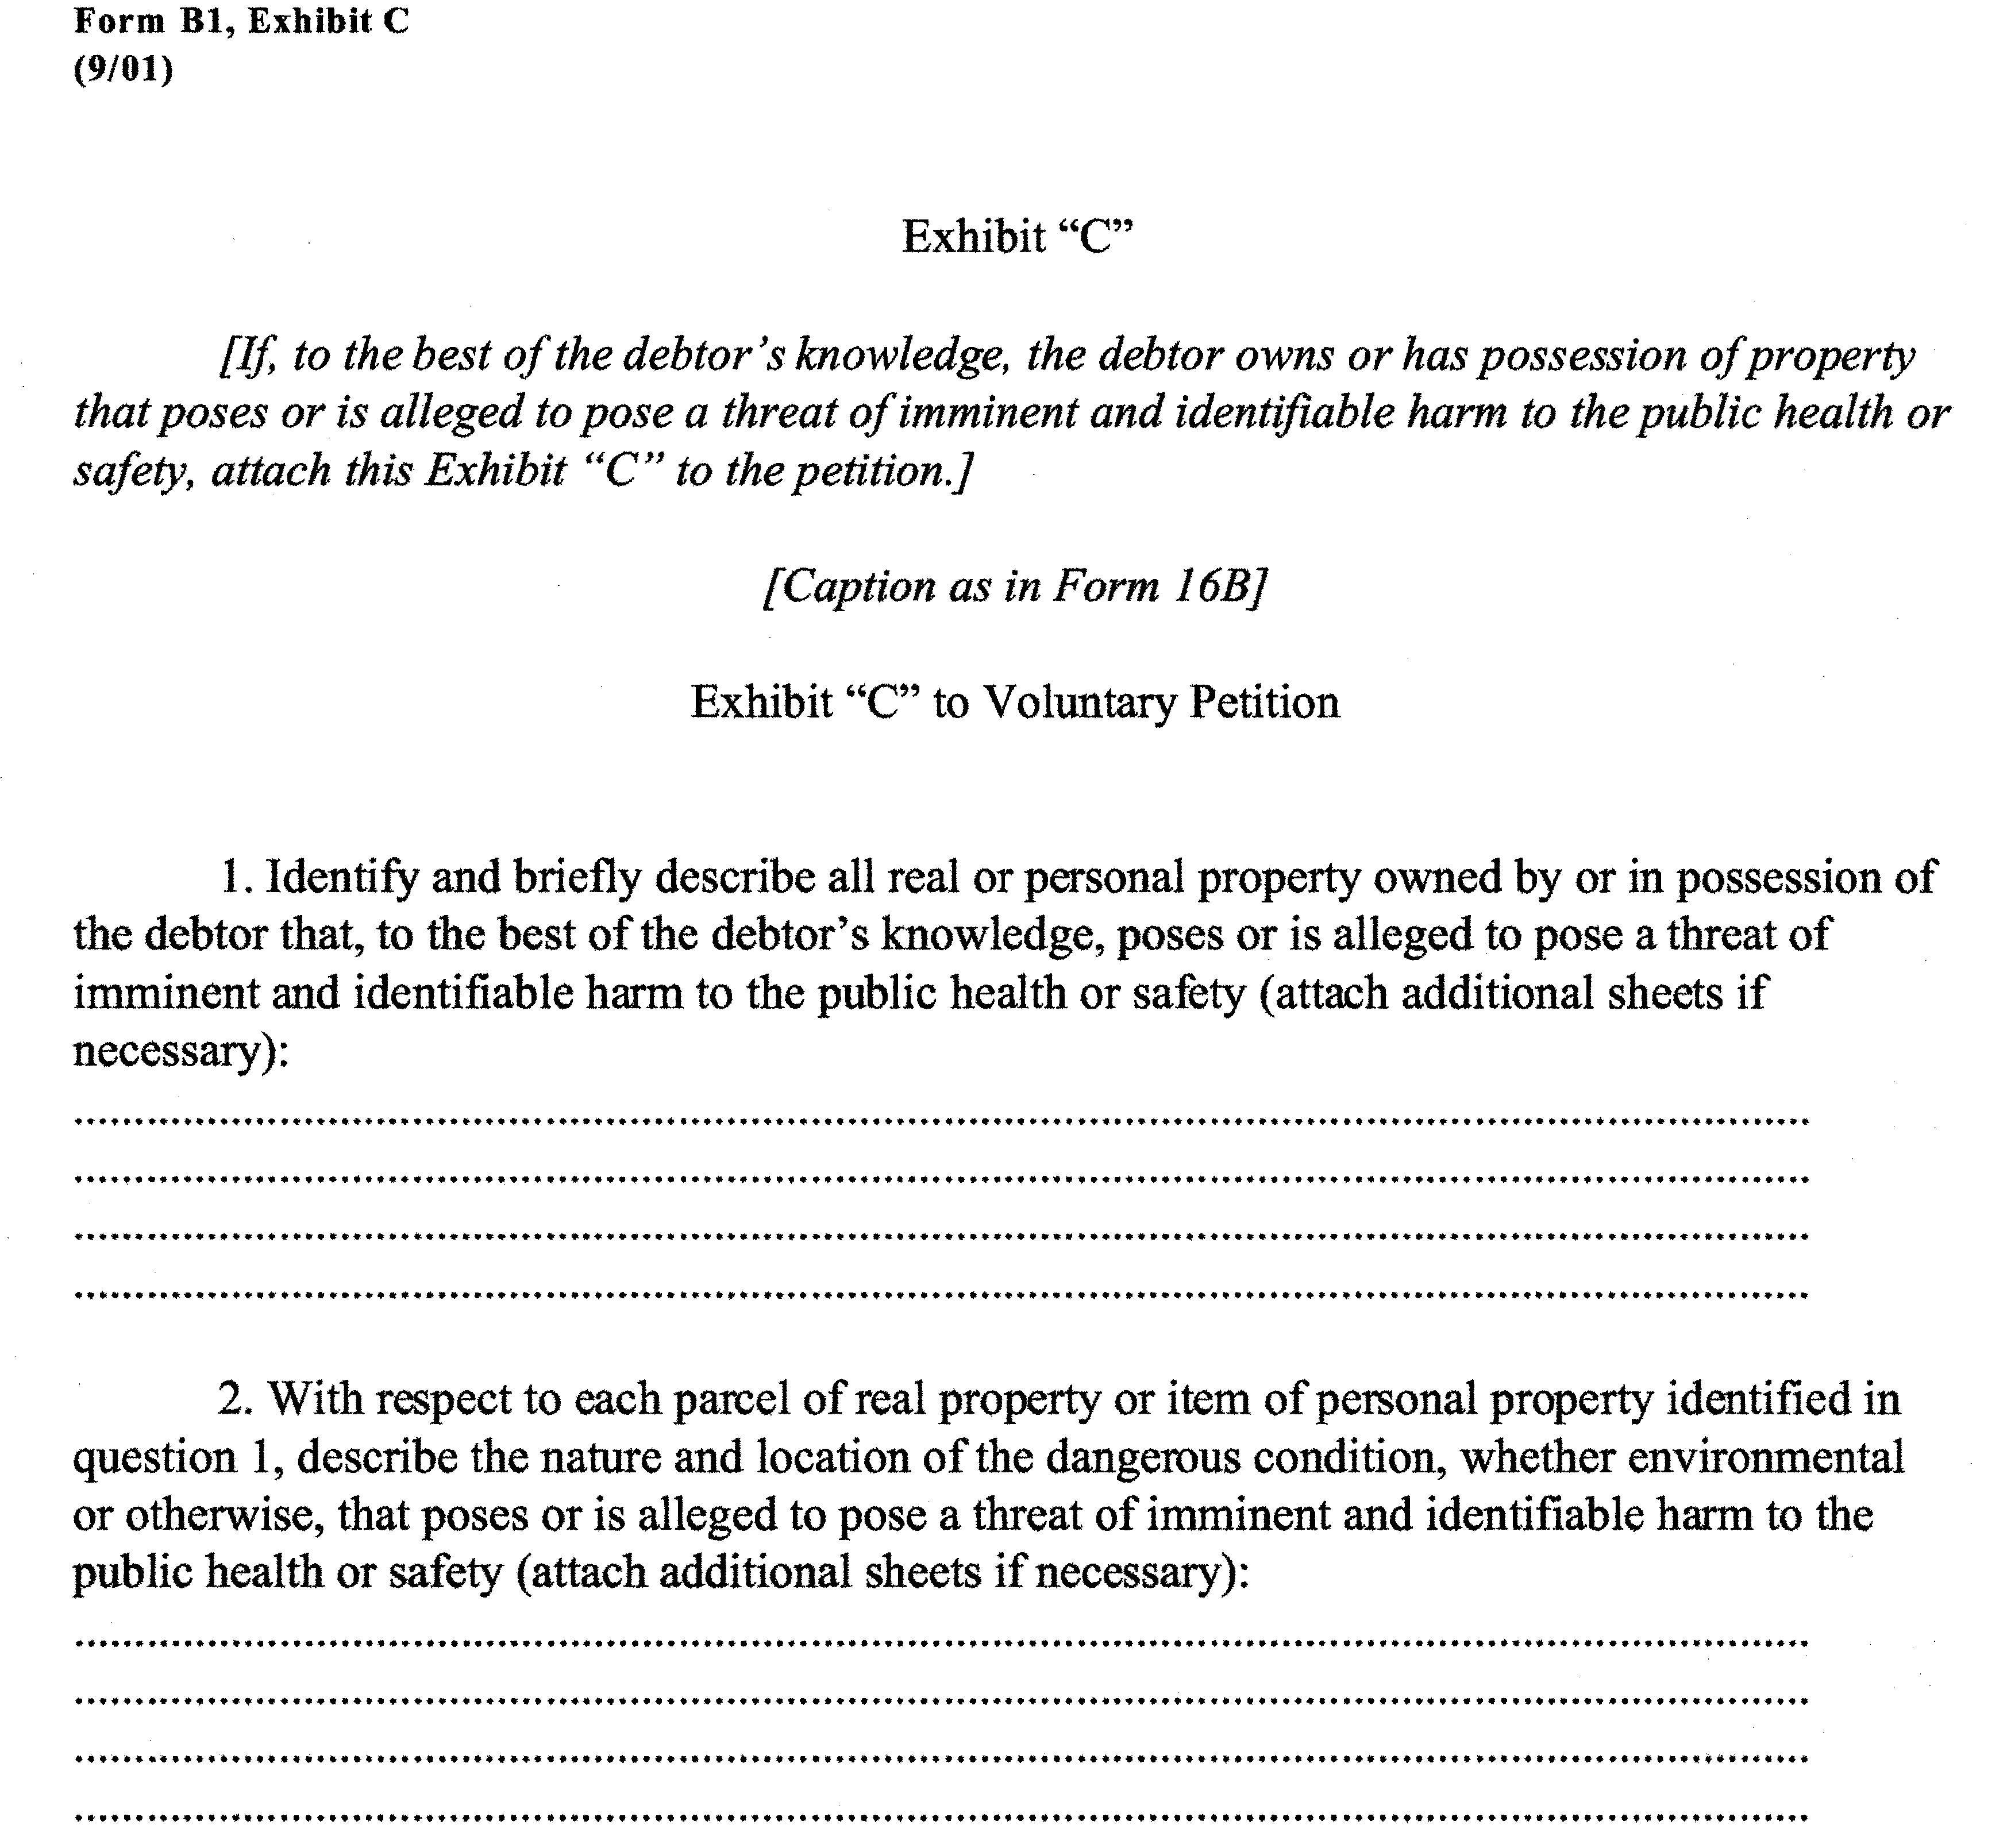 Form B1, Exhibit C
(9/01)
Exhibit “C”
[If, to the best of the debtor’s knowledge, the debtor owns or has possession of property
that poses or is alleged to pose a threat of imminent and identifiable harm to the public health or
safety, attach this Exhibit “C” to the petition.]
[Caption as in Form 16B]
Exhibit “C” to Voluntary Petition
1. Identify and briefly describe all real or personal property owned by or in possession of
the debtor that, to the best of the debtor’s knowledge, poses or is alleged to pose a threat of
imminent and identifiable harm to the public health or safety (attach additional sheets if
necessary):
2. With respect to each parcel of real property or item of personal property identified in
question 1, describe the nature and location of the dangerous condition, whether environmental
or otherwise, that poses or is alleged to pose a threat of imminent and identifiable harm to the
public health or safety (attach additional sheets if necessary):